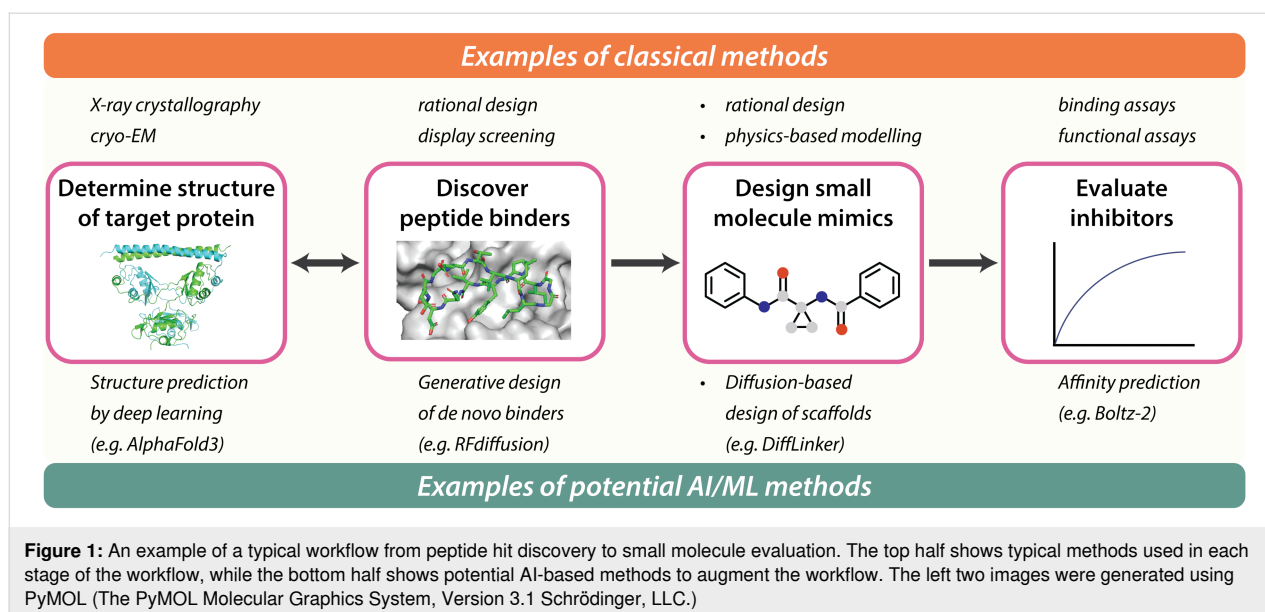 Examples of classical methods
X-ray crystallography
cryo-EM
rational design
display screening
• rational design
• physics-based modelling
binding assays
functional assays
Determine structure
of target protein
Discover
peptide binders
Design small
molecule mimics
Evaluate
inhibitors
Structure prediction
by deep learning
(e.g. AlphaFold3)
Generative design
of de novo binders
(e.g. RFdiffusion)
• Diffusion-based
design of scaffolds
(e.g. DiffLinker)
Affinity prediction
(e.g. Boltz-2)
Examples of potential AI/ML methods
Figure 1: An example of a typical workflow from peptide hit discovery to small molecule evaluation. The top half shows typical methods used in each
stage of the workflow, while the bottom half shows potential AI-based methods to augment the workflow. The left two images were generated using
PyMOL (The PyMOL Molecular Graphics System, Version 3.1 Schrödinger, LLC.)